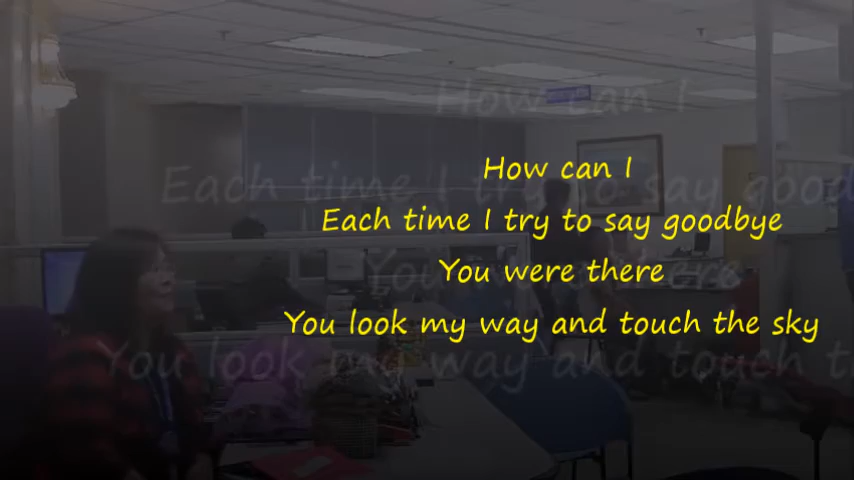 How can I
Each time I try to say goodbye
You were there
You look my way and touch the sky